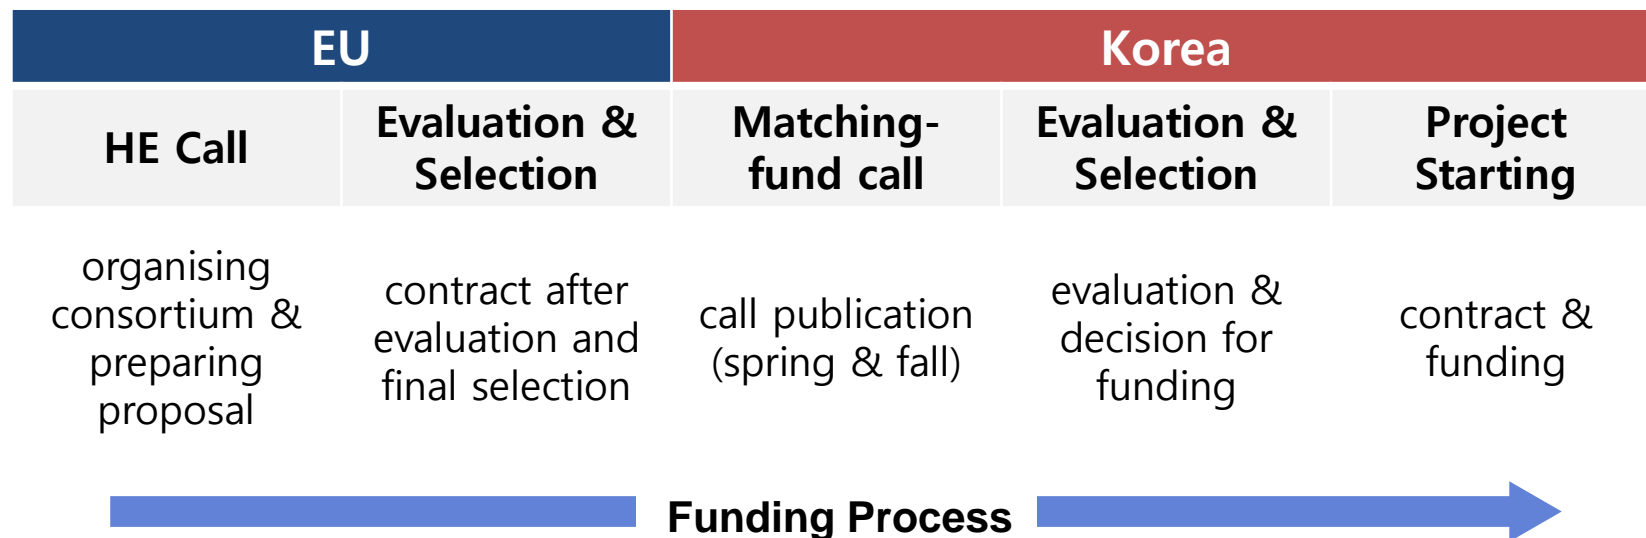 EU
Korea
HE Call
Evaluation &
Selection
Matching-
fund call
Evaluation &
Selection
Project
Starting
organising
consortium &
preparing
proposal
contract after
evaluation and
final selection
call publication
(spring & fall)
evaluation &
decision for
funding
contract &
funding
Funding Process